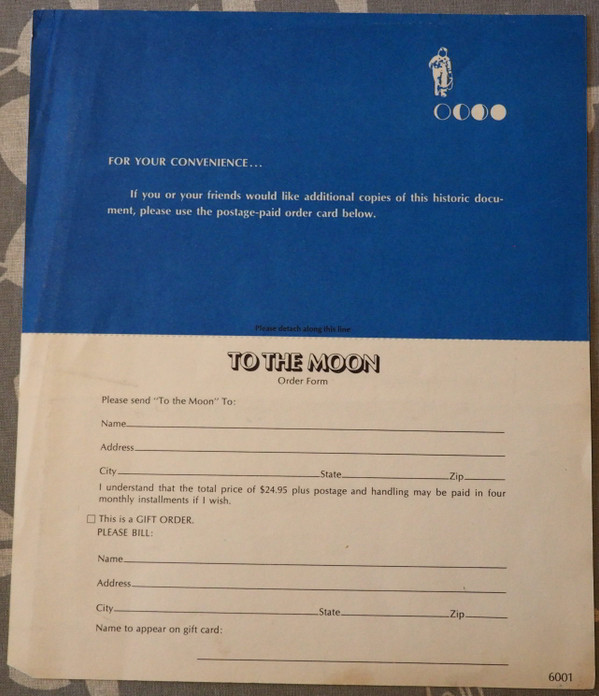 FOR YOUR CONVENIENCE...
If you or your friends would like additional copies of this historic docu-
ment, please use the postage-paid order card below.
Please detach along this line
TO THE MOON
Order Form
Please send "To the Moon" To:
Name
Address
City State Zip
I understand that the total price of $24.95 plus postage and handling may be paid in four
monthly installments if I wish.
This is a GIFT ORDER.
PLEASE BILL:
Name
Address
City State Zip
Name to appear on gift card:
6001